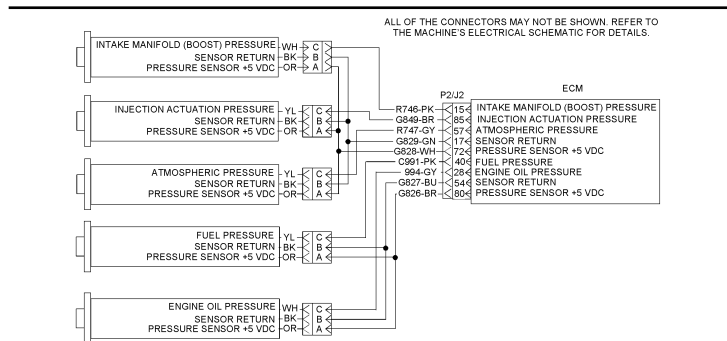 ALL OF THE CONNECTORS MAY NOT BE SHOWN. REFER TO
THE MACHINE'S ELECTRICAL SCHEMATIC FOR DETAILS.
INTAKE MANIFOLD (BOOST) PRESSURE WH C
SENSOR RETURN BK B
PRESSURE SENSOR +5 VDC OR A
INJECTION ACTUATION PRESSURE YL C
SENSOR RETURN BK B
PRESSURE SENSOR +5 VDC OR A
ATMOSPHERIC PRESSURE YL C
SENSOR RETURN BK B
PRESSURE SENSOR +5 VDC OR A
FUEL PRESSURE YL C
SENSOR RETURN BK B
PRESSURE SENSOR +5 VDC OR A
ENGINE OIL PRESSURE WH C
SENSOR RETURN BK B
PRESSURE SENSOR +5 VDC OR A
P2/J2 ECM
R746-PK 15 INTAKE MANIFOLD (BOOST) PRESSURE
G849-BR 85 INJECTION ACTUATION PRESSURE
R747-GY 57 ATMOSPHERIC PRESSURE
G829-GN 17 SENSOR RETURN
G828-WH 72 PRESSURE SENSOR +5 VDC
C991-PK 40 FUEL PRESSURE
994-GY 28 ENGINE OIL PRESSURE
G827-BU 54 SENSOR RETURN
G826-BR 80 PRESSURE SENSOR +5 VDC